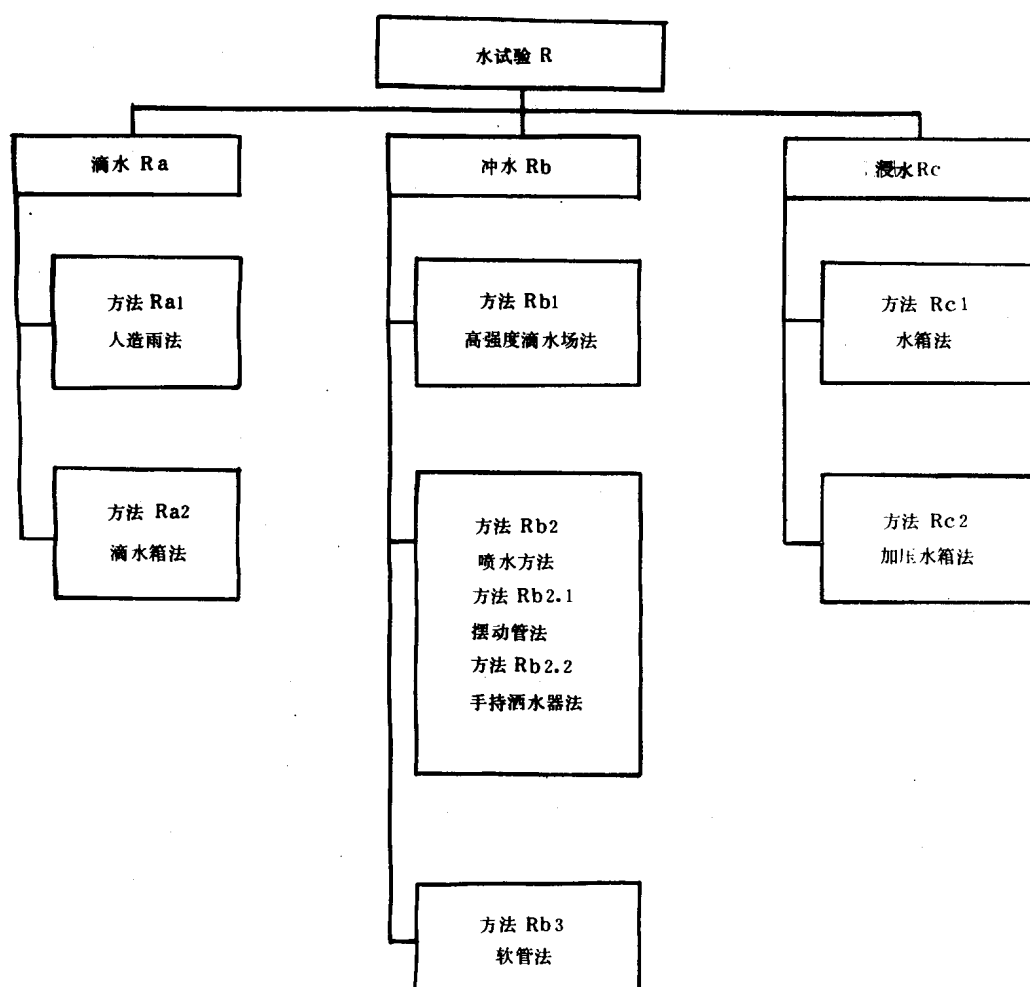 水试验 R
滴水 Ra
方法 Ra1
人造雨法
方法 Ra2
滴水箱法
冲水 Rb
方法 Rb1
高强度滴水场法
方法 Rb2
喷水方法
方法 Rb2.1
摆动管法
方法 Rb2.2
手持洒水器法
方法 Rb3
软管法
浸水 Rc
方法 Rc1
水箱法
方法 Rc2
加压水箱法